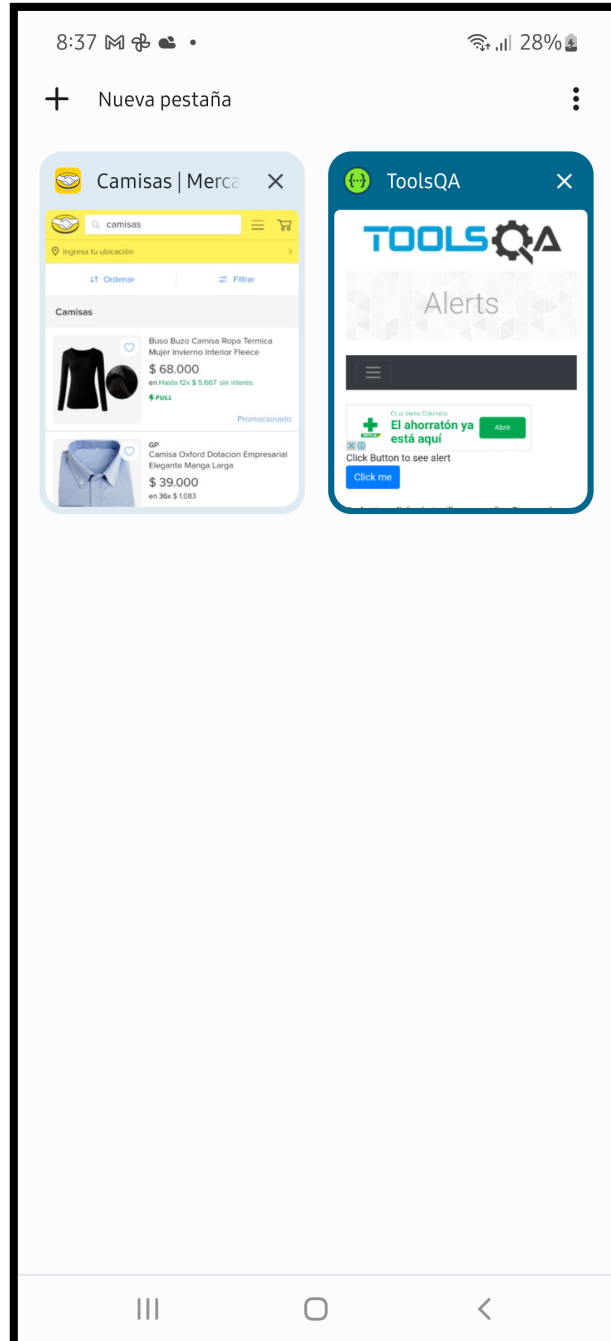 8:37
28%
Nueva pestaña
Camisas | Merca
camisas
Ingresa tu ubicación
Ordenar
Filtrar
Camisas
Buso Buzo Camisa Ropa Termica
Mujer Invierno Interior Fleece
$ 68.000
en Hasta 12x $ 5.667 sin interés
FULL
Promocionado
GP
Camisa Oxford Dotacion Empresarial
Elegante Manga Larga
$ 39.000
en 36x $ 1.083
ToolsQA
TOOLSQA
Alerts
Cruz Verde Colombia
El ahorratón ya
está aquí
Abrir
Click Button to see alert
Click me